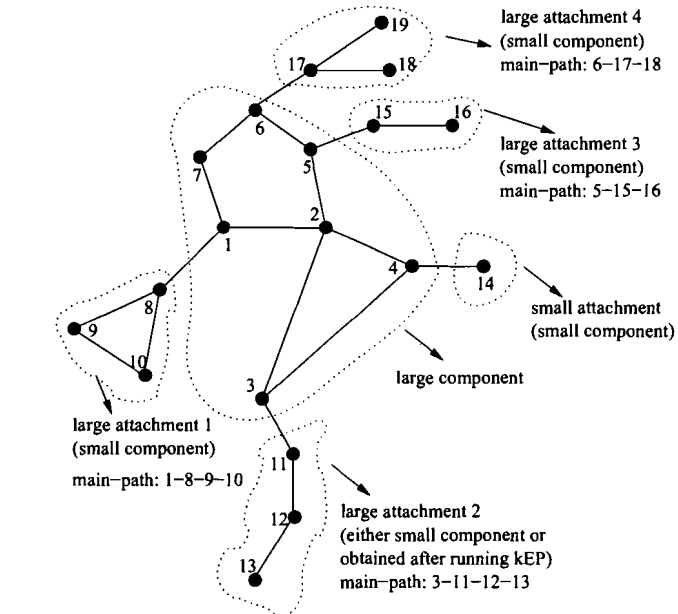 19
large attachment 4
(small component)
main-path: 6-17-18
17
18
6
15
16
large attachment 3
(small component)
main-path: 5-15-16
5
7
2
1
4
14
8
small attachment
(small component)
9
10
large component
3
large attachment 1
(small component)
main-path: 1-8-9-10
11
12
large attachment 2
(either small component or
obtained after running kEP)
main-path: 3-11-12-13
13